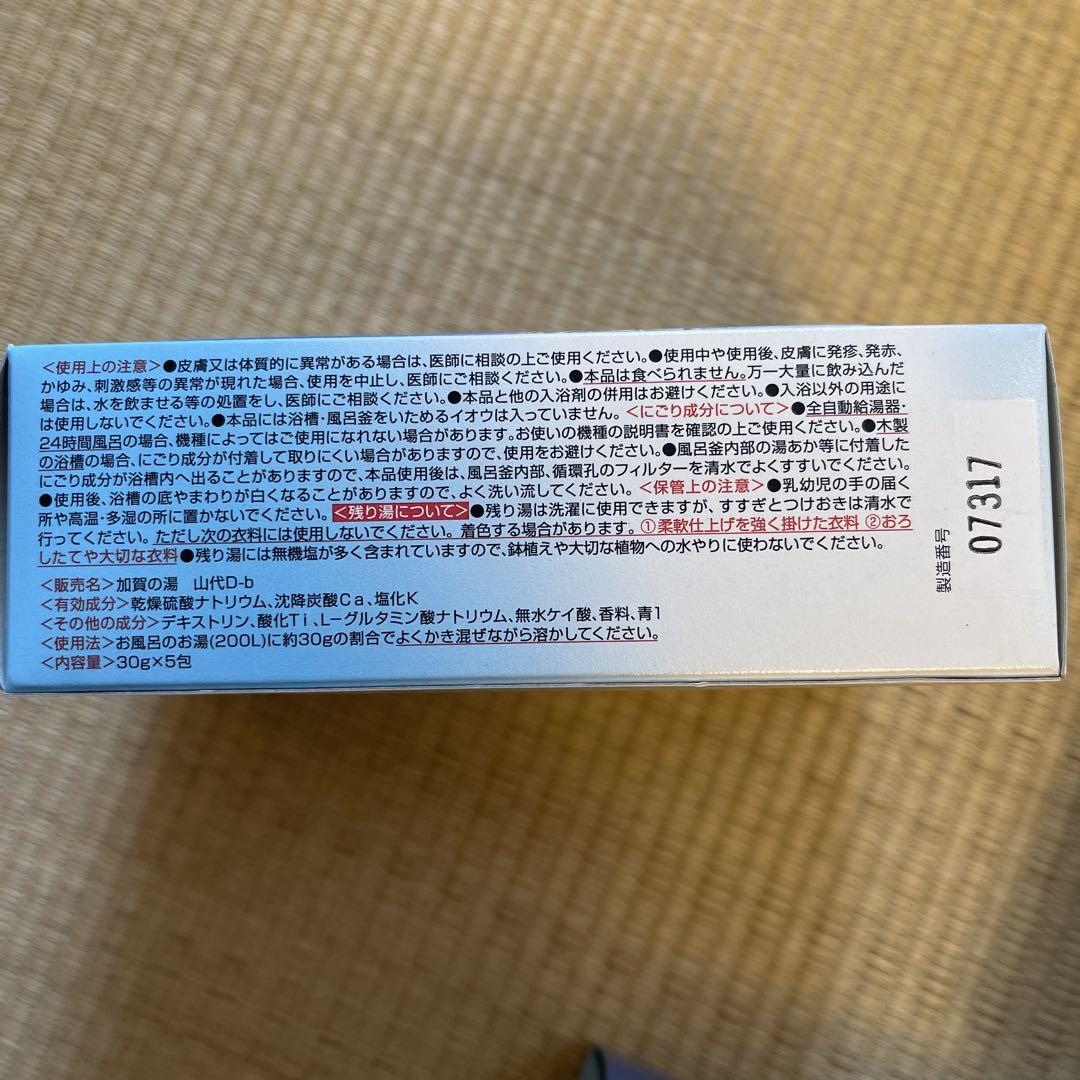 <使用上の注意>●皮膚又は体質的に異常がある場合は、医師に相談の上ご使用ください。●使用中や使用後、皮膚に発疹、発赤、
かゆみ、刺激感等の異常が現れた場合、使用を中止し、医師にご相談ください。●本品は食べられません。万一大量に飲み込んだ
場合は、水を飲ませる等の処置をし、医師にご相談ください。●本品と他の入浴剤の併用はお避けください。●入浴以外の用途に
は使用しないでください。●本品には浴槽・風呂釜をいためるイオウは入っていません。<にごり成分について>●全自動給湯器・
24時間風呂の場合、機種によってはご使用になれない場合があります。お使いの機種の説明書を確認の上ご使用ください。●木製
の浴槽の場合、にごり成分が付着して取りにくい場合がありますので、使用をお避けください。●風呂釜内部の湯あか等に付着した
にごり成分が浴槽内へ出ることがありますので、本品使用後は、風呂釜内部、循環孔のフィルターを清水でよくすすいでください。
●使用後、浴槽の底やまわりが白くなることがありますので、よく洗い流してください。<保管上の注意>●乳幼児の手の届く
所や高温・多湿の所に置かないでください。<残り湯について>●残り湯は洗濯に使用できますが、すすぎとつけおきは清水で
行ってください。ただし次の衣料には使用しないでください。着色する場合があります。①柔軟仕上げを強く掛けた衣料 ②おろ
したてや大切な衣料●残り湯には無機塩が多く含まれていますので、鉢植えや大切な植物への水やりに使わないでください。
<販売名>加賀の湯　山代D-b
<有効成分>乾燥硫酸ナトリウム、沈降炭酸Ca、塩化K
<その他の成分>デキストリン、酸化Ti、L-グルタミン酸ナトリウム、無水ケイ酸、香料、青1
<使用法>お風呂のお湯(200L)に約30gの割合でよくかき混ぜながら溶かしてください。
<内容量>30g×5包
製造番号
07317